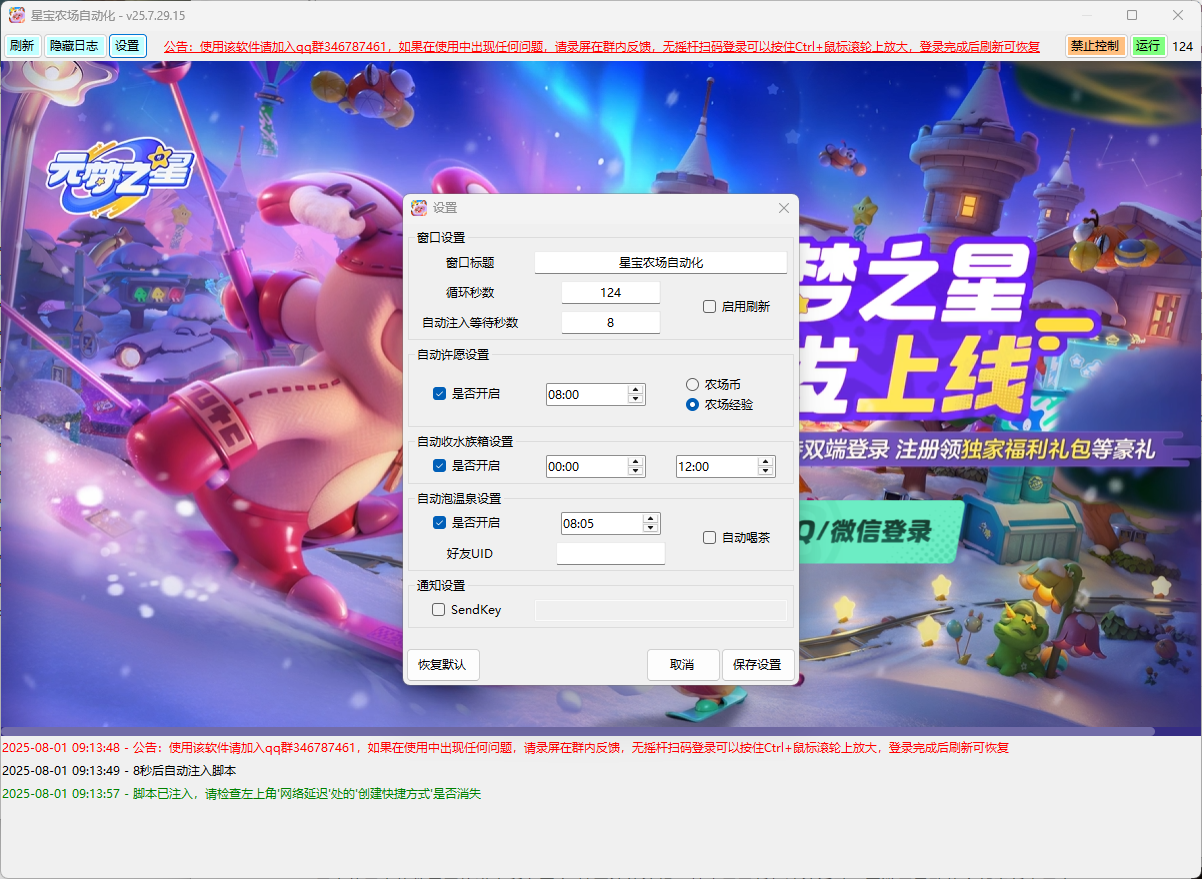 星宝农场自动化 - v25.7.29.15
刷新 隐藏日志 设置 公告：使用该软件请加入qq群346787461，如果在使用中出现任何问题，请录屏在群内反馈，无摇杆扫码登录可以按住Ctrl+鼠标滚轮上放大，登录完成后刷新可恢复 禁止控制 运行 124
元梦之星
设置
窗口设置
窗口标题 星宝农场自动化
循环秒数 124
启用刷新
自动注入等待秒数 8
自动许愿设置
是否开启 08:00
农场币
农场经验
自动收水族箱设置
是否开启 00:00 12:00
自动泡温泉设置
是否开启 08:05
自动喝茶
好友UID
通知设置
SendKey
恢复默认 取消 保存设置
梦之星
发上线
双端登录 注册领独家福利礼包等豪礼
Q/微信登录
2025-08-01 09:13:48 - 公告：使用该软件请加入qq群346787461，如果在使用中出现任何问题，请录屏在群内反馈，无摇杆扫码登录可以按住Ctrl+鼠标滚轮上放大，登录完成后刷新可恢复
2025-08-01 09:13:49 - 8秒后自动注入脚本
2025-08-01 09:13:57 - 脚本已注入，请检查左上角'网络延迟'处的'创建快捷方式'是否消失